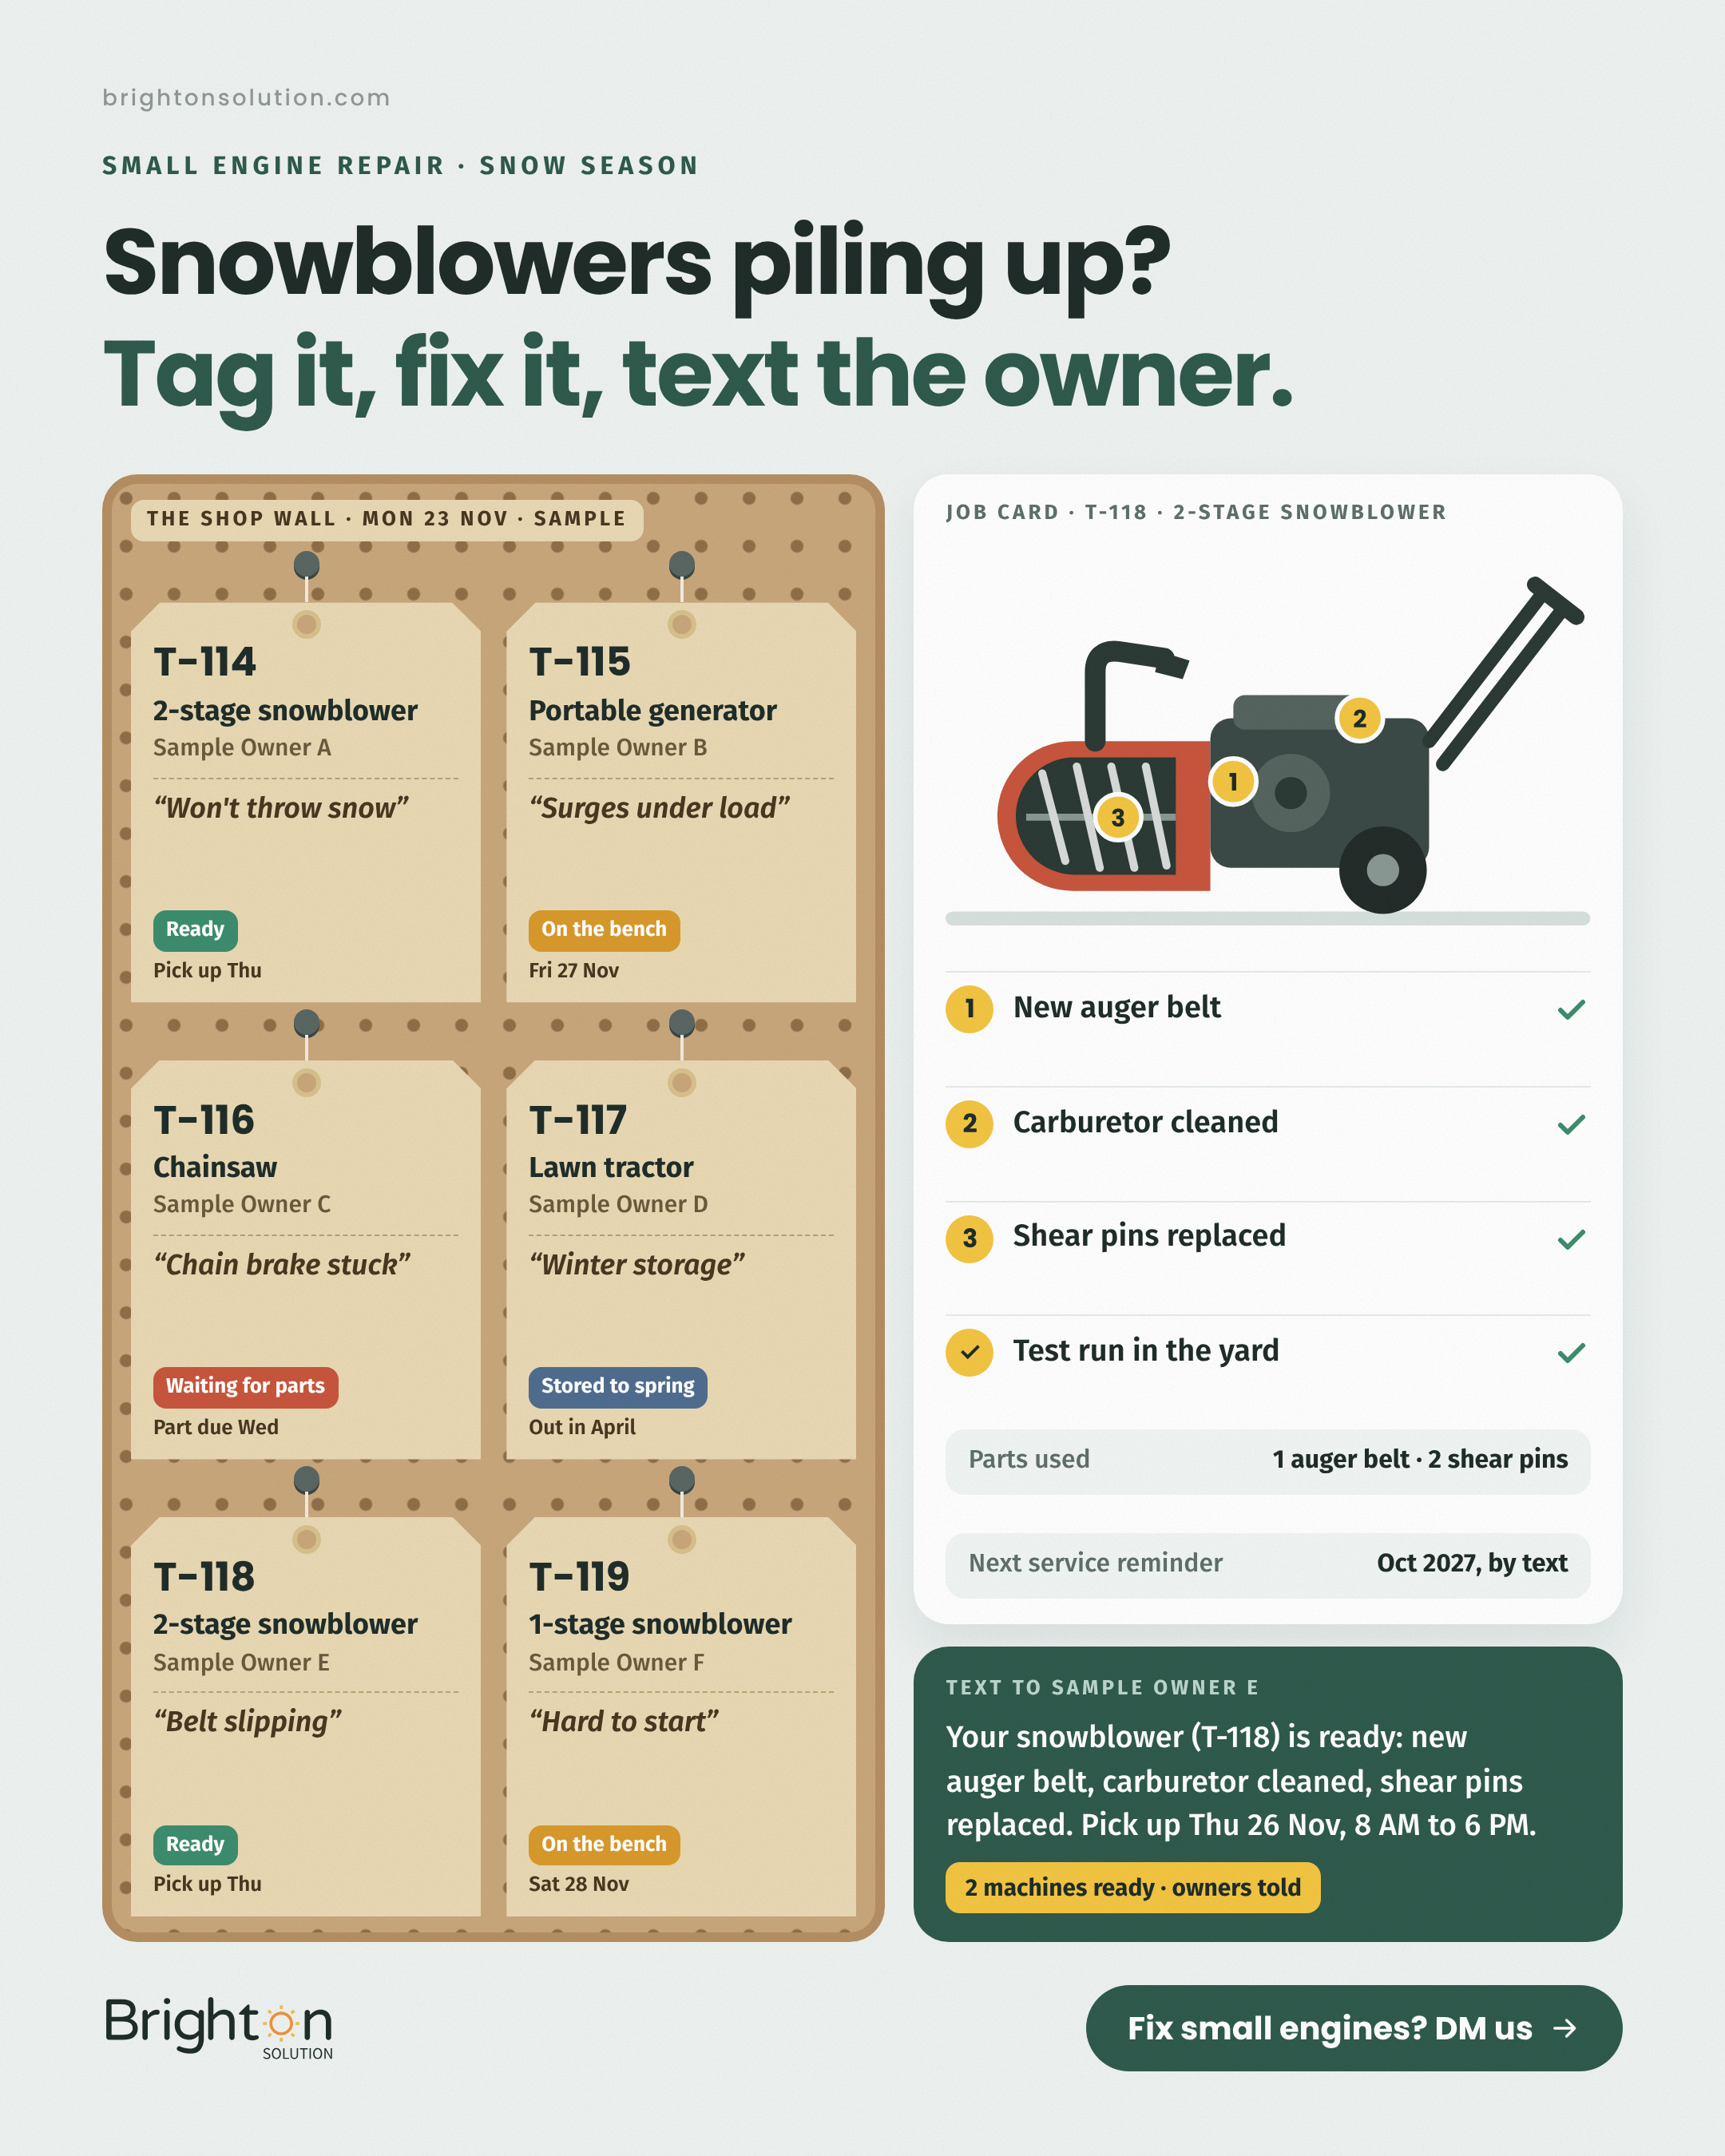 brightonsolution.com
SMALL ENGINE REPAIR · SNOW SEASON
Snowblowers piling up?
Tag it, fix it, text the owner.
THE SHOP WALL · MON 23 NOV · SAMPLE
T-114
2-stage snowblower
Sample Owner A
“Won't throw snow”
Ready
Pick up Thu
T-115
Portable generator
Sample Owner B
“Surges under load”
On the bench
Fri 27 Nov
T-116
Chainsaw
Sample Owner C
“Chain brake stuck”
Waiting for parts
Part due Wed
T-117
Lawn tractor
Sample Owner D
“Winter storage”
Stored to spring
Out in April
T-118
2-stage snowblower
Sample Owner E
“Belt slipping”
Ready
Pick up Thu
T-119
1-stage snowblower
Sample Owner F
“Hard to start”
On the bench
Sat 28 Nov
JOB CARD · T-118 · 2-STAGE SNOWBLOWER
2
1
3
1 New auger belt
2 Carburetor cleaned
3 Shear pins replaced
Test run in the yard
Parts used 1 auger belt · 2 shear pins
Next service reminder Oct 2027, by text
TEXT TO SAMPLE OWNER E
Your snowblower (T-118) is ready: new
auger belt, carburetor cleaned, shear pins
replaced. Pick up Thu 26 Nov, 8 AM to 6 PM.
2 machines ready · owners told
Brighton
SOLUTION
Fix small engines? DM us →